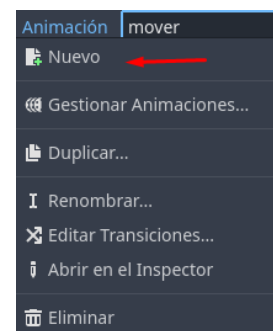 Animación mover
Nuevo
Gestionar Animaciones...
Duplicar...
Renombrar...
Editar Transiciones...
Abrir en el Inspector
Eliminar